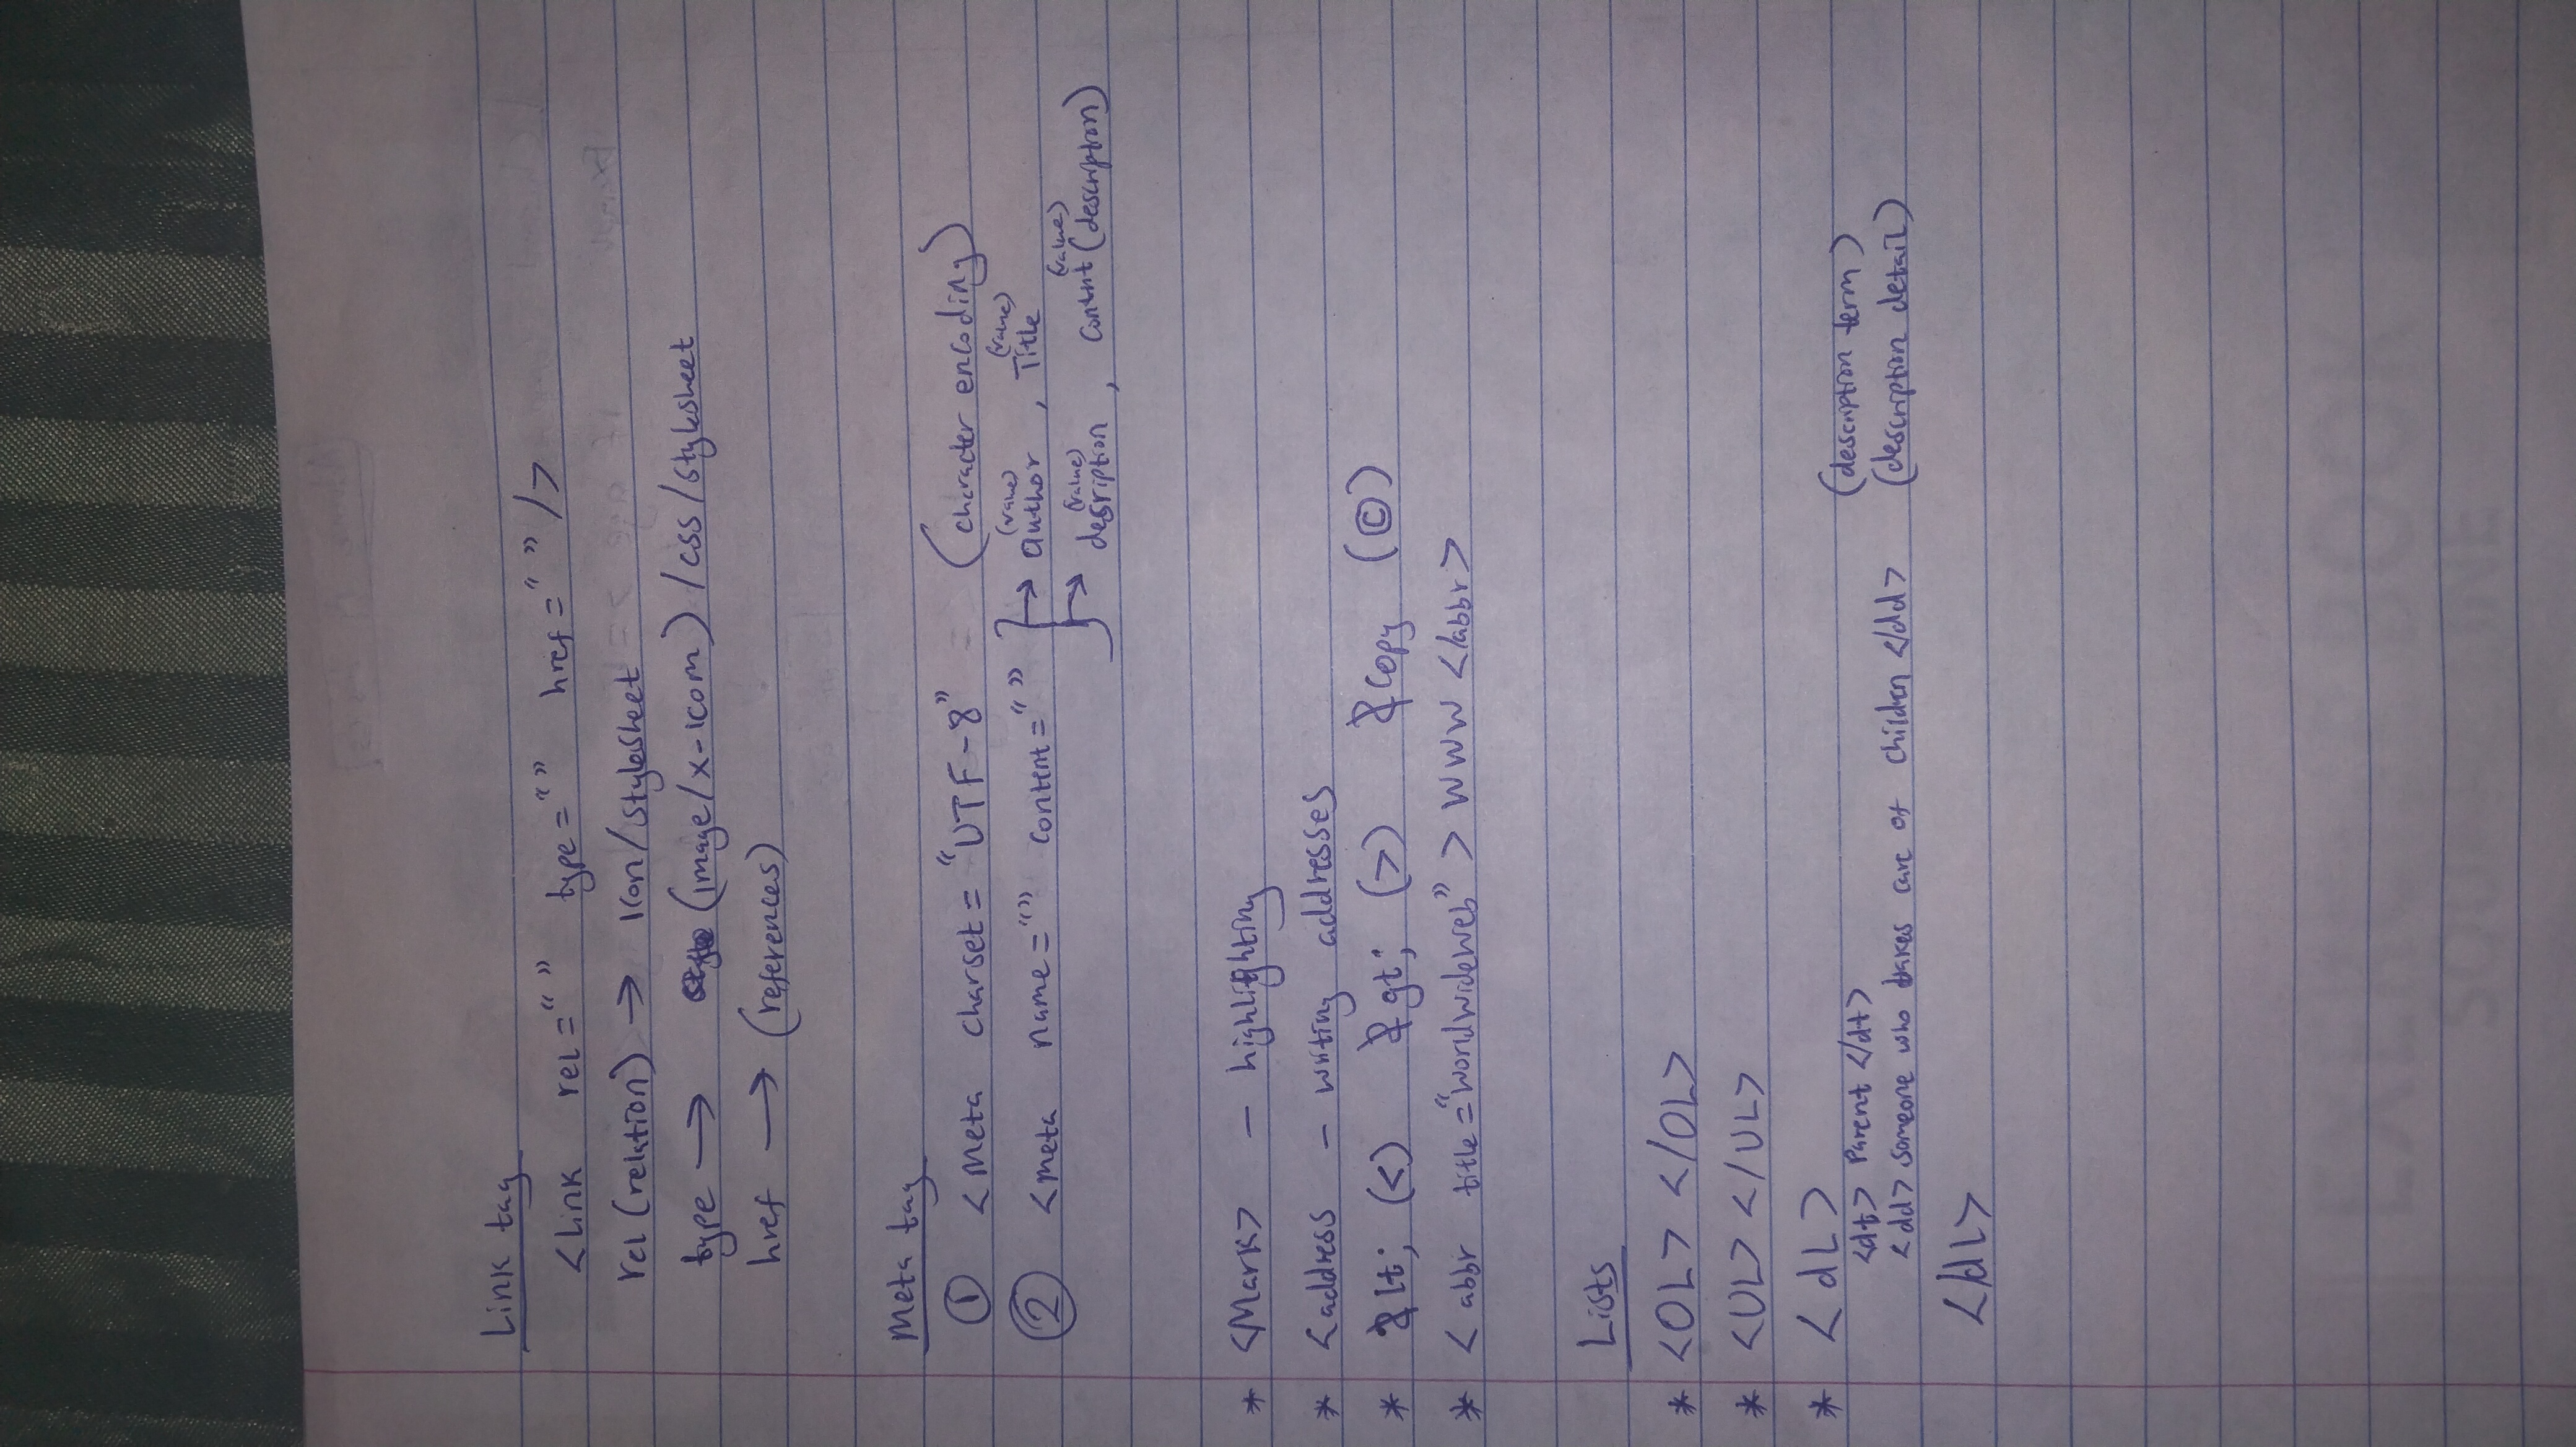 Link tag
<Link rel=“ ” type=“ ” href=“ ” />
rel (relation) → Icon/stylesheet
type → (image/x-icom) /css/stylesheet
href → (references)
Meta tag
① <Meta charset= “UTF-8” = (character encoding)
② <meta name=“” content=“ ” → (value) author , (value) Title
→ (value) desription , (value) Contnt (description)
* <Mark> – highlighting
* <address – writing addresses
* &lt; (<) &gt; (>) &copy (©)
* < abbr title=“worldwideweb” > WWW </abbr>
Lists
* <OL> </OL>
* <UL> </UL>
* <dL>
<dt> Parent </dt> (description term)
<dd> someone who takes care of children </dd> (description detail)
</dL>
EXERC BOOK